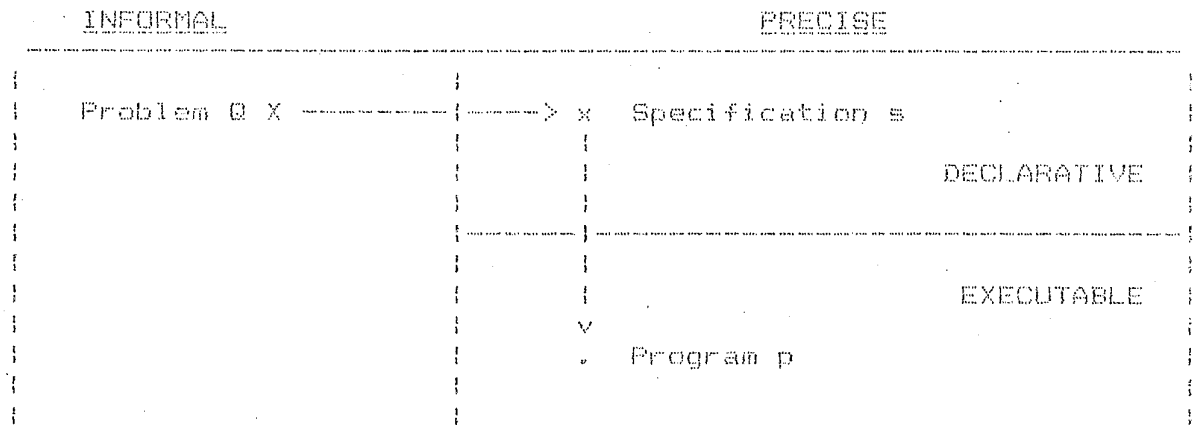 INFORMAL PRECISE
Problem Q X -----> x Specification s
DECLARATIVE
EXECUTABLE
v
. Program p